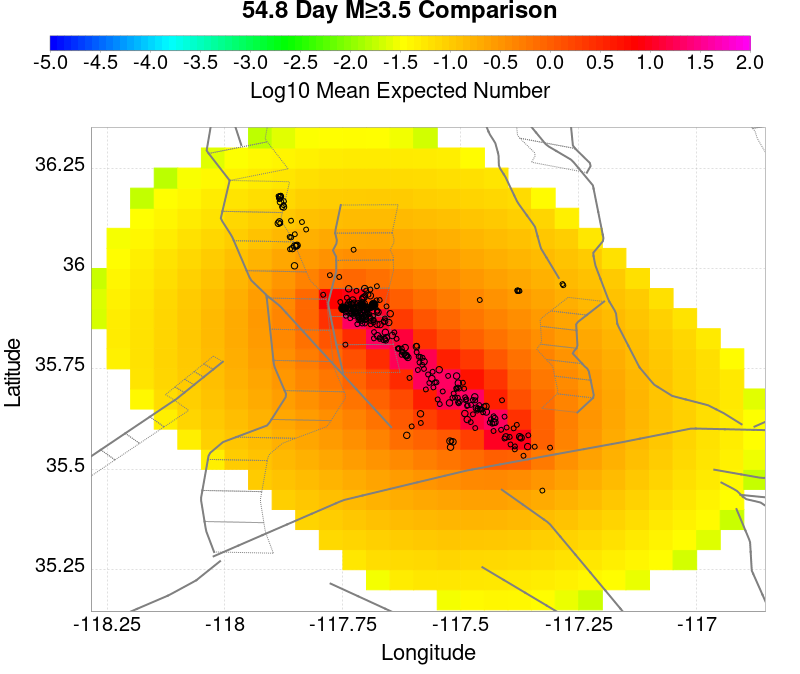 54.8 Day M≥3.5 Comparison
-5.0 -4.5 -4.0 -3.5 -3.0 -2.5 -2.0 -1.5 -1.0 -0.5 0.0 0.5 1.0 1.5 2.0
Log10 Mean Expected Number
36.25
36
35.75
35.5
35.25
Latitude
-118.25 -118 -117.75 -117.5 -117.25 -117
Longitude